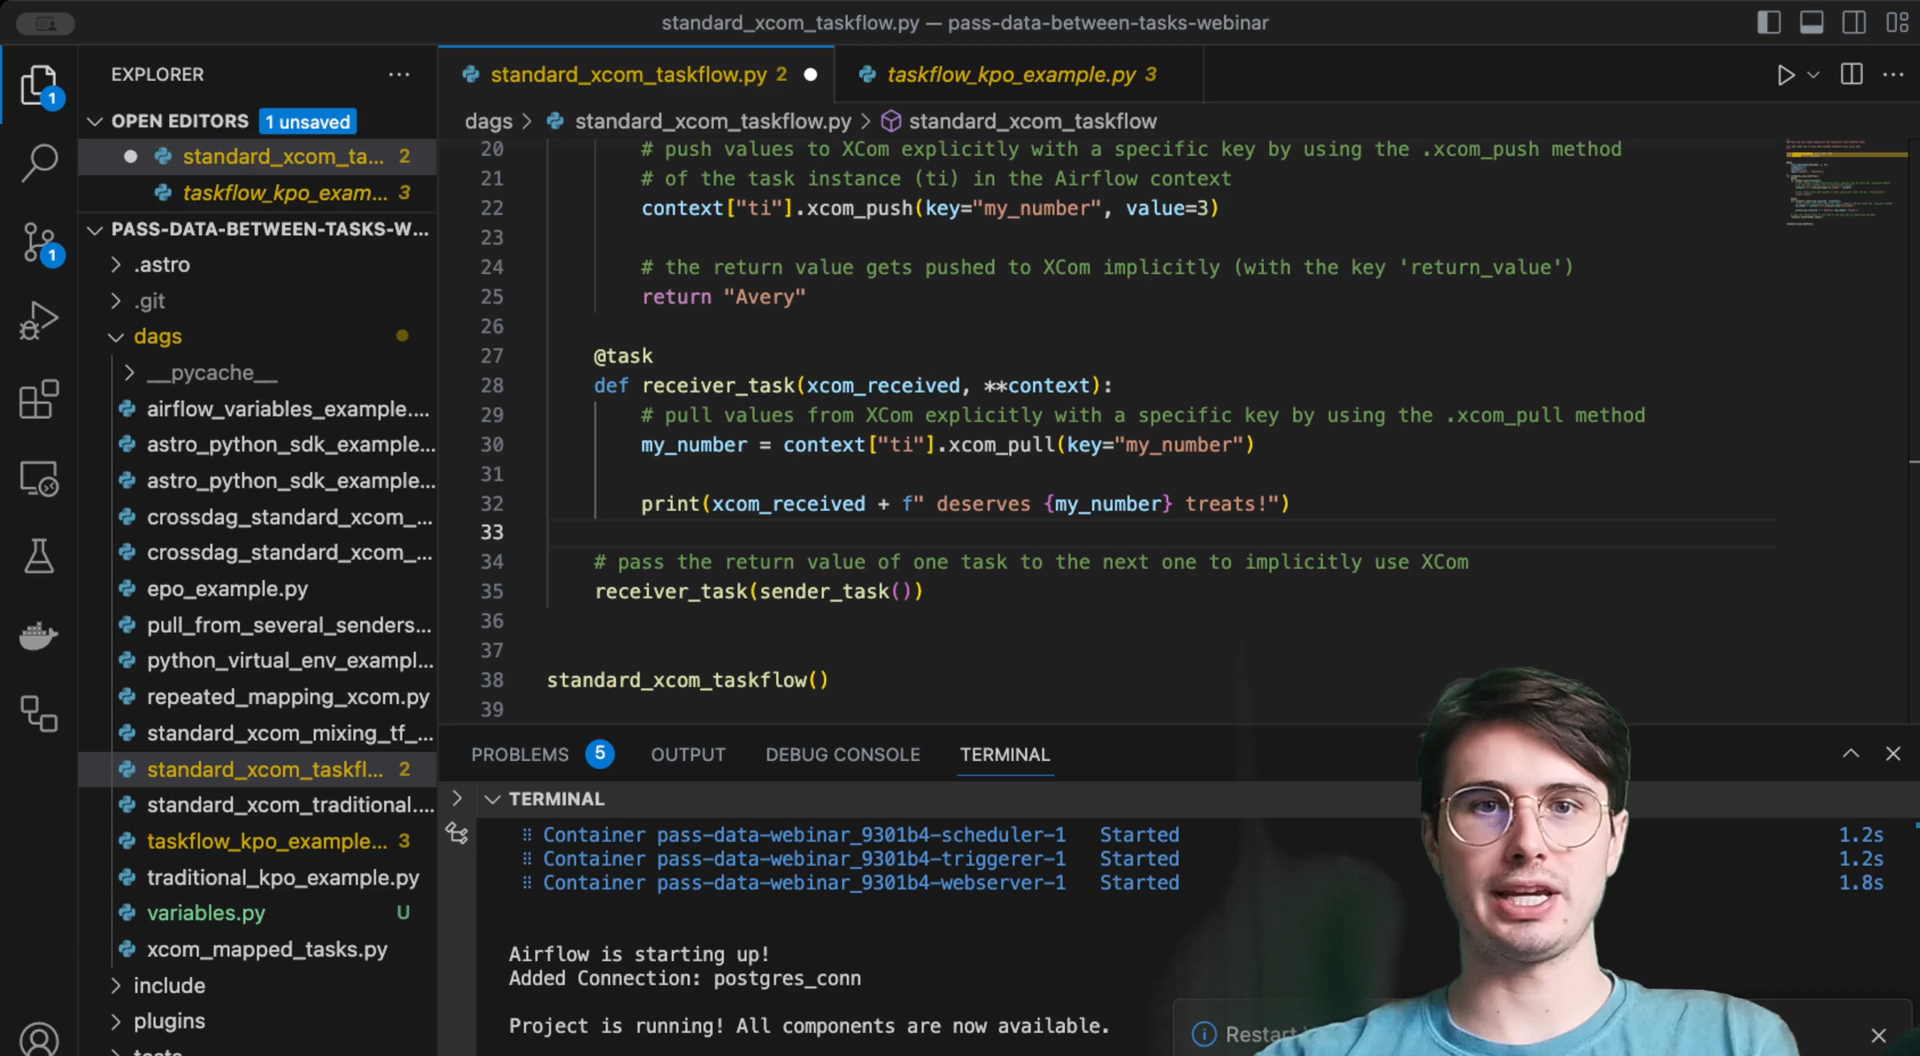 standard_xcom_taskflow.py — pass-data-between-tasks-webinar
EXPLORER
OPEN EDITORS 1 unsaved
standard_xcom_ta... 2
taskflow_kpo_exam... 3
PASS-DATA-BETWEEN-TASKS-W...
.astro
.git
dags
__pycache__
airflow_variables_example....
astro_python_sdk_example...
astro_python_sdk_example...
crossdag_standard_xcom_...
crossdag_standard_xcom_...
epo_example.py
pull_from_several_senders...
python_virtual_env_exampl...
repeated_mapping_xcom.py
standard_xcom_mixing_tf_...
standard_xcom_taskfl... 2
standard_xcom_traditional....
taskflow_kpo_example... 3
traditional_kpo_example.py
variables.py U
xcom_mapped_tasks.py
include
plugins
1
1
standard_xcom_taskflow.py 2
taskflow_kpo_example.py 3
dags > standard_xcom_taskflow.py > standard_xcom_taskflow
20 # push values to XCom explicitly with a specific key by using the .xcom_push method
21 # of the task instance (ti) in the Airflow context
22 context["ti"].xcom_push(key="my_number", value=3)
23
24 # the return value gets pushed to XCom implicitly (with the key 'return_value')
25 return "Avery"
26
27 @task
28 def receiver_task(xcom_received, **context):
29 # pull values from XCom explicitly with a specific key by using the .xcom_pull method
30 my_number = context["ti"].xcom_pull(key="my_number")
31
32 print(xcom_received + f" deserves {my_number} treats!")
33
34 # pass the return value of one task to the next one to implicitly use XCom
35 receiver_task(sender_task())
36
37
38 standard_xcom_taskflow()
39
PROBLEMS 5 OUTPUT DEBUG CONSOLE TERMINAL
TERMINAL
Container pass-data-webinar_9301b4-scheduler-1 Started 1.2s
Container pass-data-webinar_9301b4-triggerer-1 Started 1.2s
Container pass-data-webinar_9301b4-webserver-1 Started 1.8s
Airflow is starting up!
Added Connection: postgres_conn
Project is running! All components are now available.
Restart